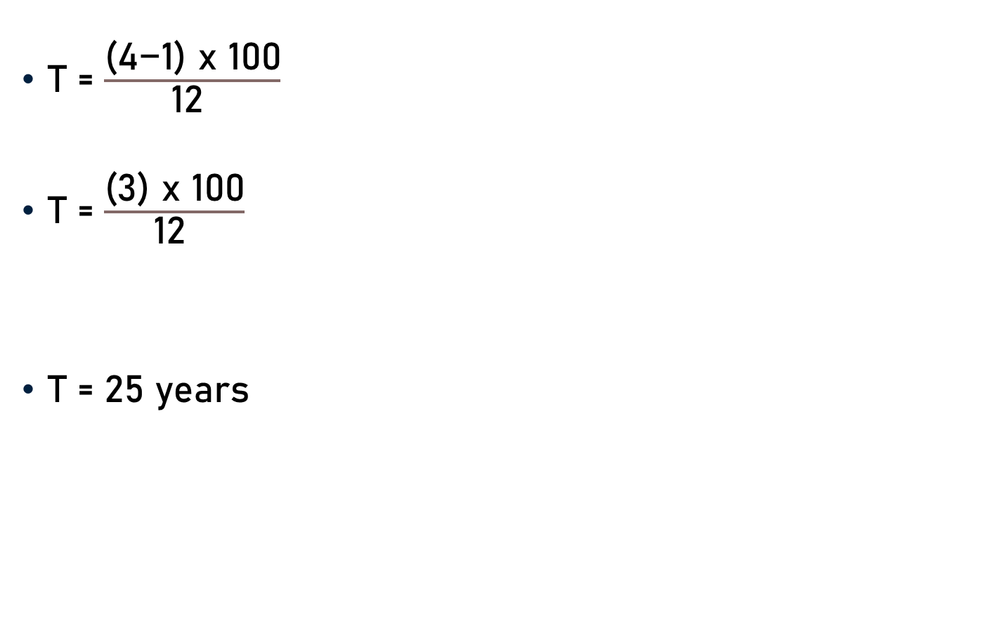 • T = (4−1) x 100
12
• T = (3) x 100
12
• T = 25 years